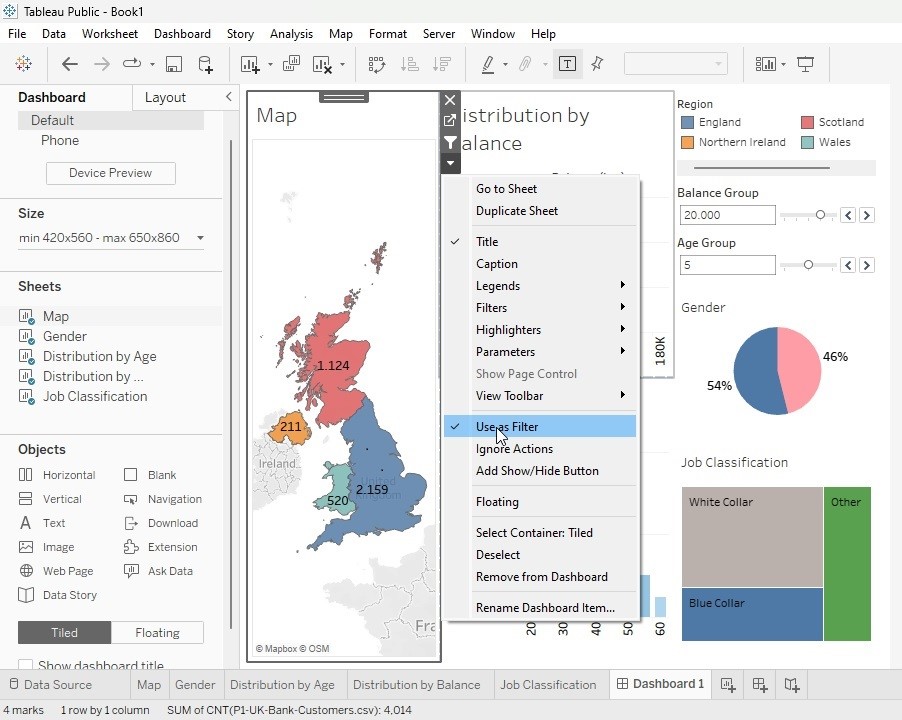 Tableau Public - Book1
File Data Worksheet Dashboard Story Analysis Map Format Server Window Help
Dashboard Layout
Default
Phone
Device Preview
Size
min 420x560 - max 650x860
Sheets
Map
Gender
Distribution by Age
Distribution by ...
Job Classification
Objects
Horizontal Blank
Vertical Navigation
Text Download
Image Extension
Web Page Ask Data
Data Story
Tiled Floating
Show dashboard title
Map
1.124
211
Ireland
United
Kingdom
520 2.159
Fra
© Mapbox © OSM
istribution by
alance
Go to Sheet
Duplicate Sheet
Title
Caption
Legends
Filters
Highlighters
Parameters
Show Page Control
View Toolbar
Use as Filter
Ignore Actions
Add Show/Hide Button
Floating
Select Container: Tiled
Deselect
Remove from Dashboard
Rename Dashboard Item...
180K
20 30 40 50 60
Region
England Scotland
Northern Ireland Wales
Balance Group
20.000
Age Group
5
Gender
46%
54%
Job Classification
White Collar Other
Blue Collar
Data Source Map Gender Distribution by Age Distribution by Balance Job Classification Dashboard 1
4 marks 1 row by 1 column SUM of CNT(P1-UK-Bank-Customers.csv): 4,014